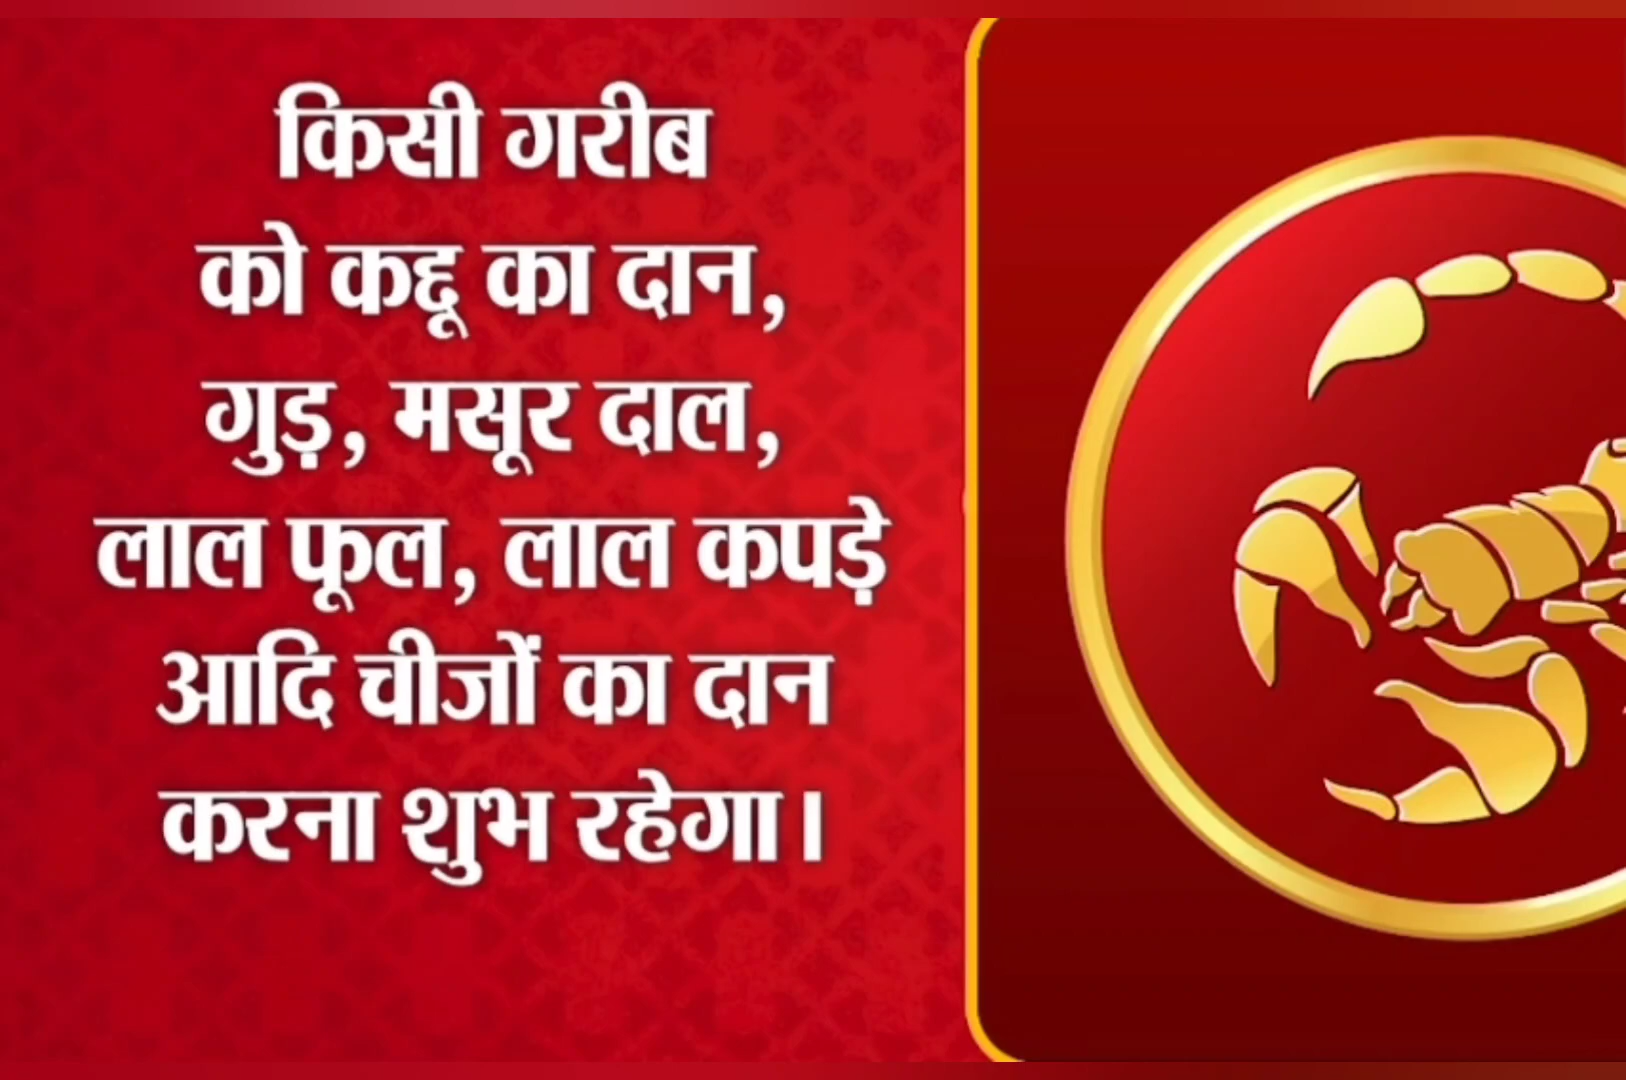 किसी गरीब
को कद्दू का दान,
गुड़, मसूर दाल,
लाल फूल, लाल कपड़े
आदि चीजों का दान
करना शुभ रहेगा।